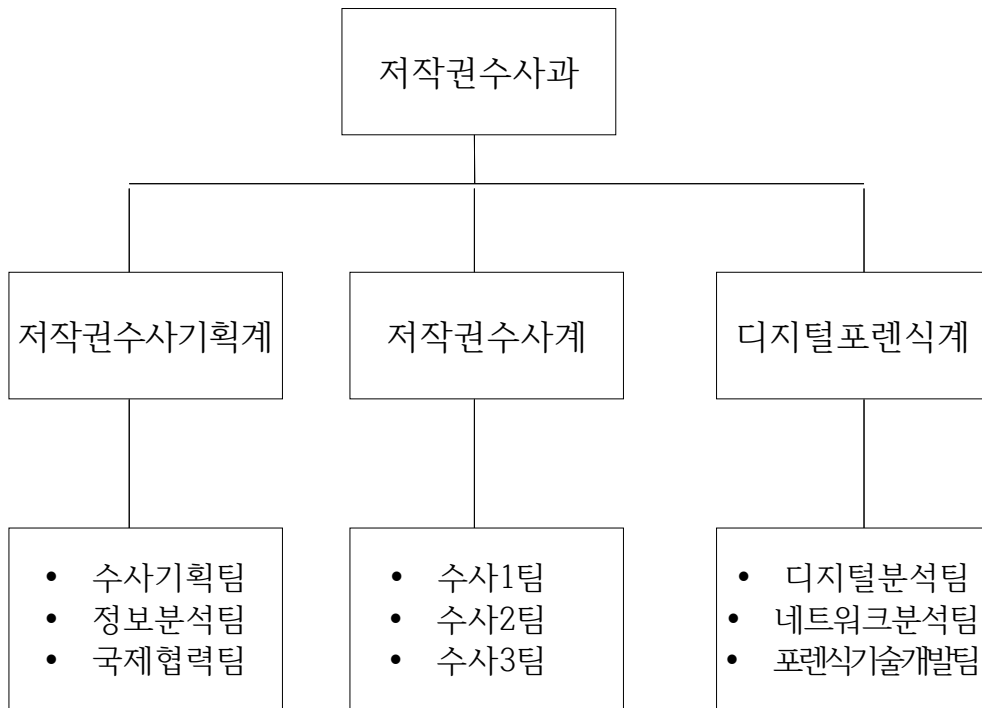 저작권수사과
저작권수사기획계
저작권수사계
디지털포렌식계
• 수사기획팀
• 정보분석팀
• 국제협력팀
• 수사1팀
• 수사2팀
• 수사3팀
• 디지털분석팀
• 네트워크분석팀
• 포렌식기술개발팀